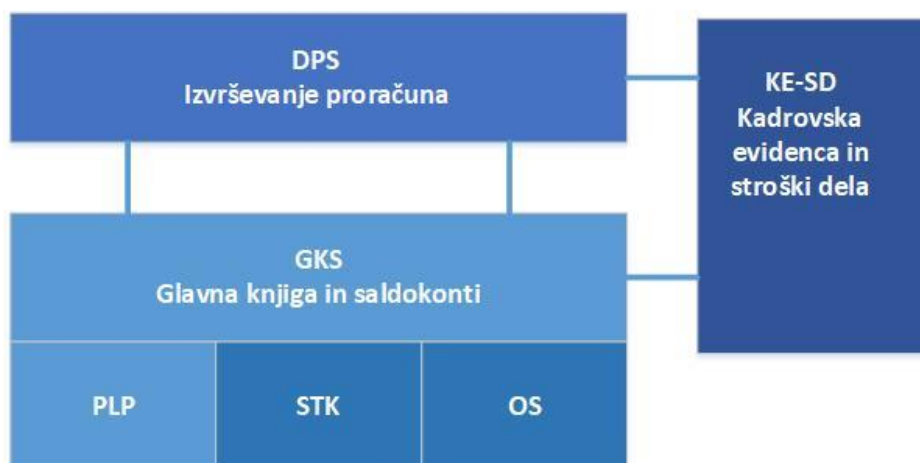 DPS
Izvrševanje proračuna
KE-SD
Kadrovska
evidenca in
stroški dela
GKS
Glavna knjiga in saldokonti
PLP
STK
OS